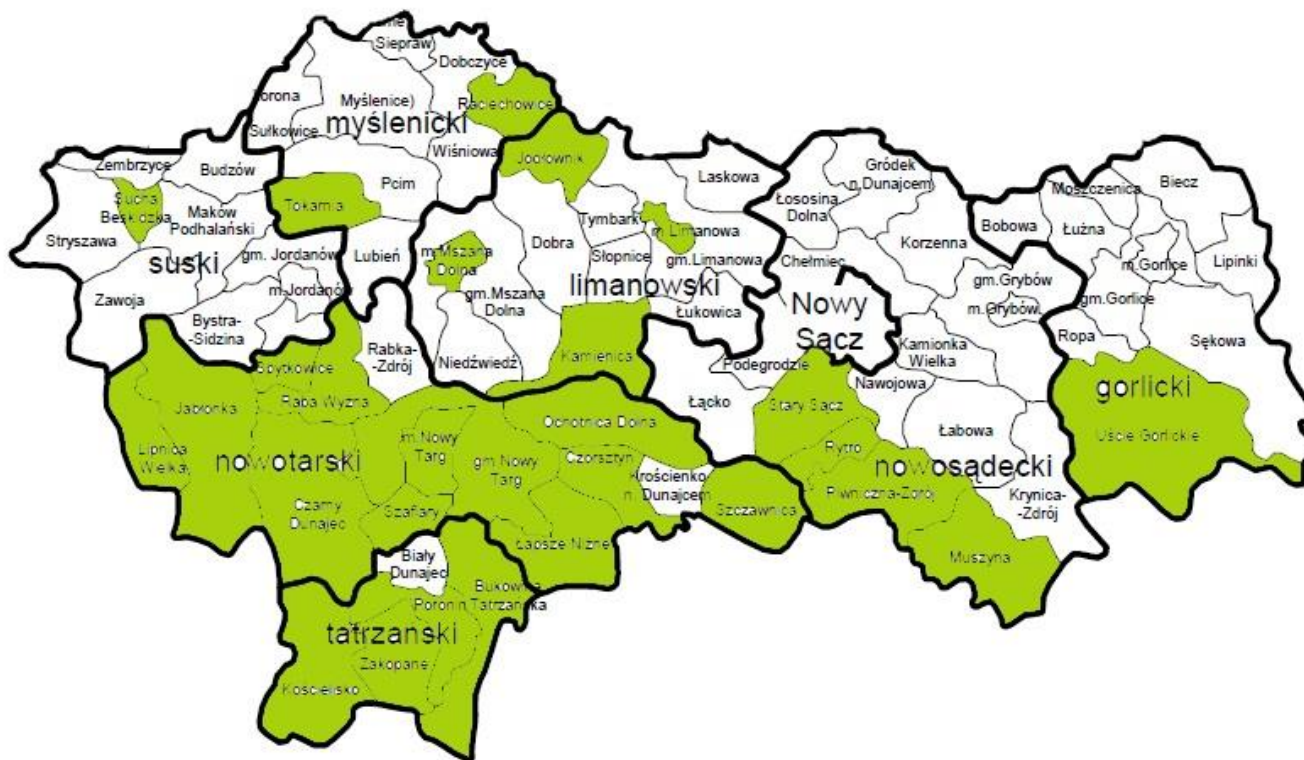 Siepraw
Dobczyce
Raciechowice
Myślenice)
myślenicki
Sułkowice
Wiśniowa
Pcim
Tokarnia
Lubień
Zembrzyce
Budzów
Sucha
Beskidzka
Maków
Podhalański
Stryszawa
suski
gm. Jordanów
m.Jordanów
Zawoja
Bystra-
-Sidzina
Jodłownik
Laskowa
Tymbark
m. Limanowa
Dobra
Słopnice
gm.Limanowa
m.Mszana
Dolna
limanowski
gm.Mszana
Dolna
Łukowica
Niedźwiedź
Kamienica
Gródek
n.Dunajcem
Łososina
Dolna
Korzenna
Chełmiec
gm.Grybów
m.Grybów
Nowy
Sącz
Kamionka
Wielka
Podegrodzie
Nawojowa
Łącko
Stary Sącz
Łabowa
Rytro
nowosądecki
Piwniczna-Zdrój
Krynica-
-Zdrój
Muszyna
Biecz
Moszczenica
Bobowa
Łużna
m.Gorlice
Lipinki
gm.Gorlice
Ropa
Sękowa
gorlicki
Uście Gorlickie
Rabka-
-Zdrój
Spytkowice
Raba Wyżna
Jabłonka
Lipnica
Wielka
nowotarski
m.Nowy
Targ
gm Nowy
Targ
Ochotnica Dolna
Czorsztyn
Krościenko
n. Dunajcem
Szczawnica
Czarny
Dunajec
Szaflary
Łapsze Niżne
Biały
Dunajec
Bukowina
Tatrzańska
Poronin
tatrzanski
Zakopane
Kościelisko